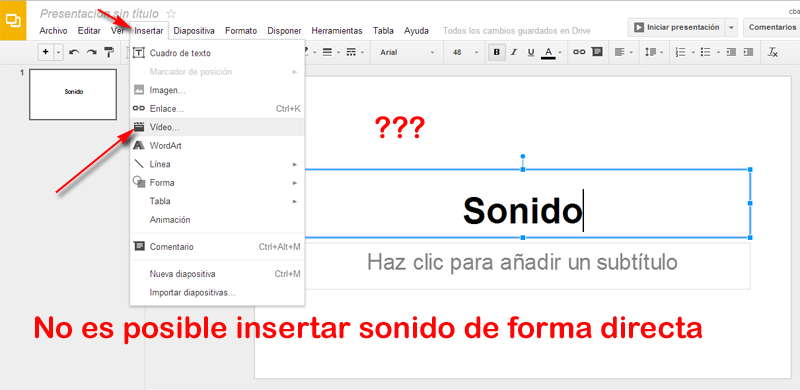 Presentación sin título
cba
Archivo Editar Ver Insertar Diapositiva Formato Disponer Herramientas Tabla Ayuda Todos los cambios guardados en Drive
Iniciar presentación Comentarios
Arial 48 B I U A
1
Sonido
Cuadro de texto
Marcador de posición
Imagen...
Enlace... Ctrl+K
Vídeo...
WordArt
Línea
Forma
Tabla
Animación
Comentario Ctrl+Alt+M
Nueva diapositiva Ctrl+M
Importar diapositivas...
???
Sonido
Haz clic para añadir un subtítulo
No es posible insertar sonido de forma directa